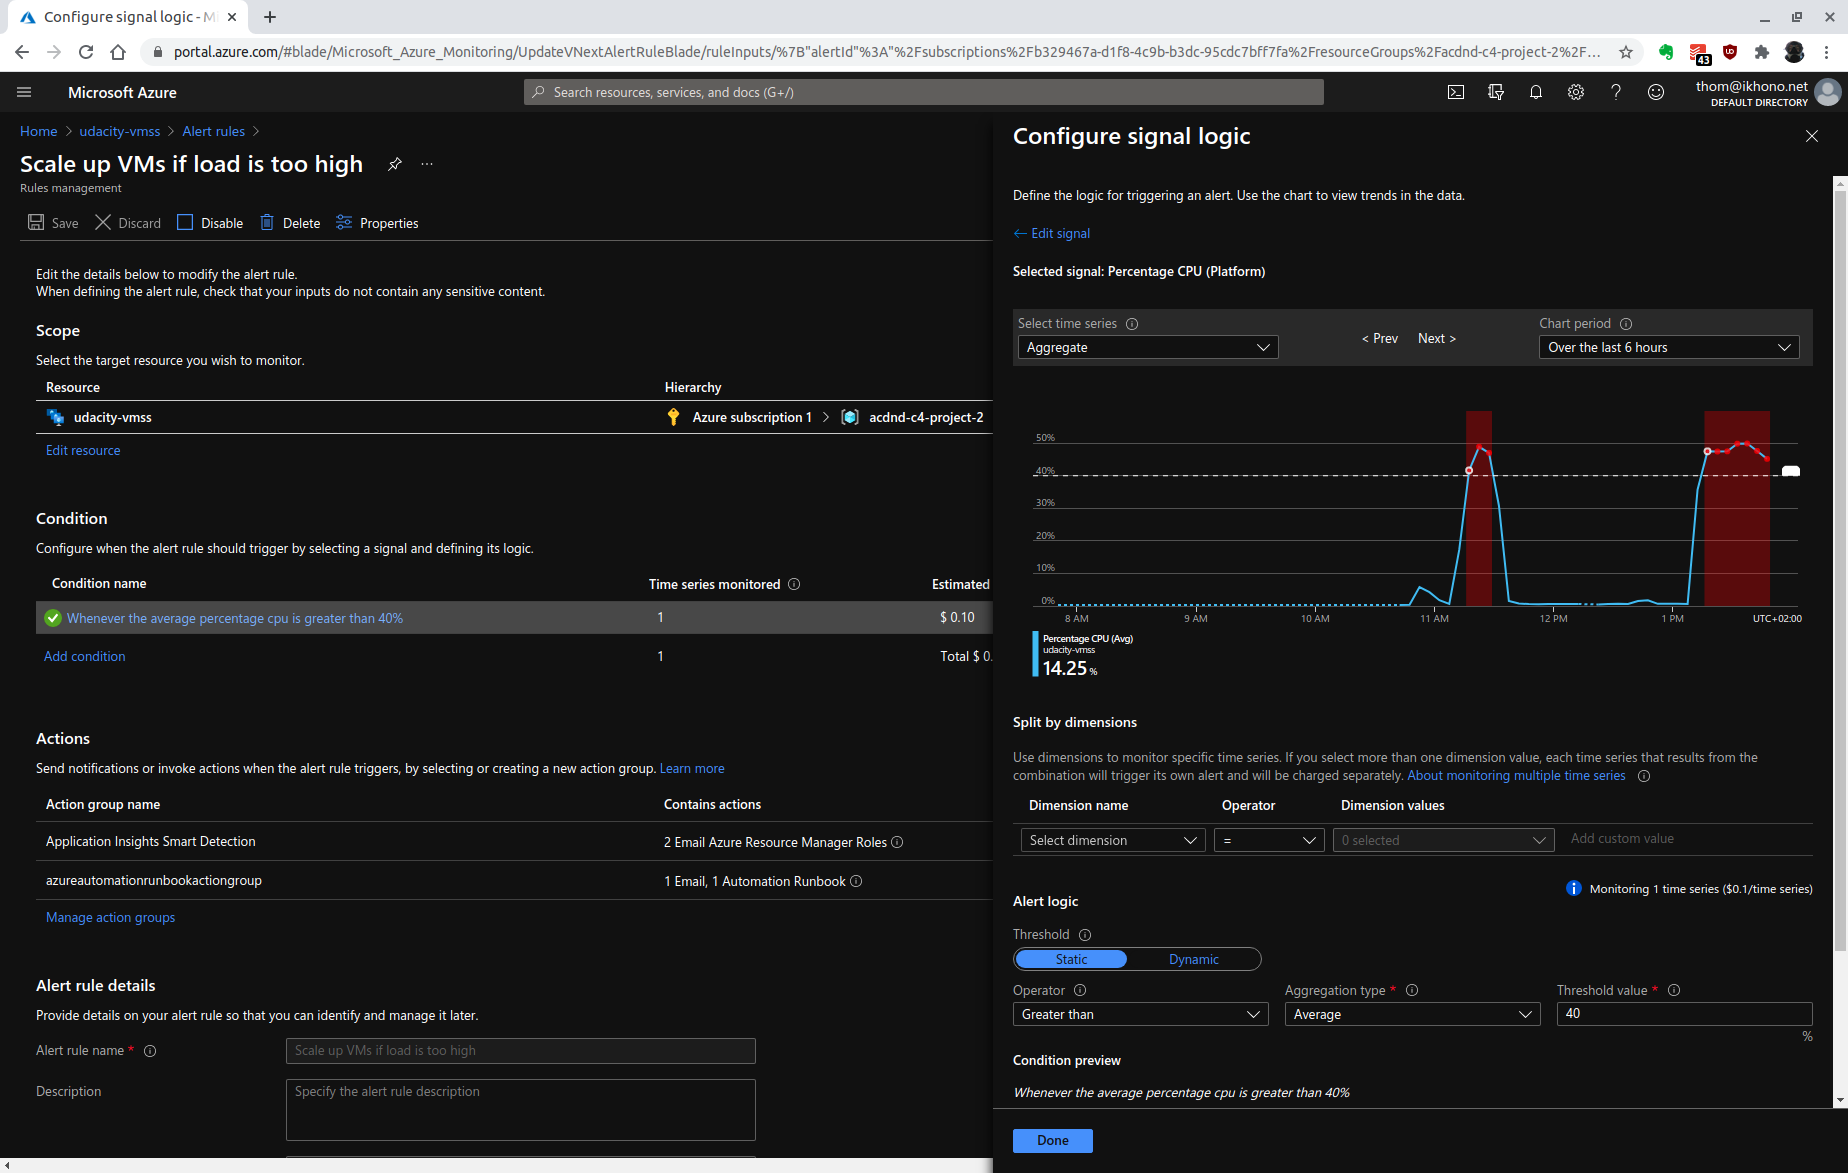 Configure signal logic - M
portal.azure.com/#blade/Microsoft_Azure_Monitoring/UpdateVNextAlertRuleBlade/ruleInputs/%7B"alertId"%3A"%2Fsubscriptions%2Fb329467a-d1f8-4c9b-b3dc-95cdc7bff7fa%2FresourceGroups%2Facdnd-c4-project-2%2F...
43
Microsoft Azure
Search resources, services, and docs (G+/)
thom@ikhono.net
DEFAULT DIRECTORY
Home > udacity-vmss > Alert rules >
Scale up VMs if load is too high
...
Rules management
Save
Discard
Disable
Delete
Properties
Edit the details below to modify the alert rule.
When defining the alert rule, check that your inputs do not contain any sensitive content.
Scope
Select the target resource you wish to monitor.
Resource
Hierarchy
udacity-vmss
Azure subscription 1 > acdnd-c4-project-2
Edit resource
Condition
Configure when the alert rule should trigger by selecting a signal and defining its logic.
Condition name
Time series monitored
Estimated
Whenever the average percentage cpu is greater than 40%
1
$ 0.10
Add condition
1
Total $ 0.
Actions
Send notifications or invoke actions when the alert rule triggers, by selecting or creating a new action group. Learn more
Action group name
Contains actions
Application Insights Smart Detection
2 Email Azure Resource Manager Roles
azureautomationrunbookactiongroup
1 Email, 1 Automation Runbook
Manage action groups
Alert rule details
Provide details on your alert rule so that you can identify and manage it later.
Alert rule name *
Scale up VMs if load is too high
Description
Specify the alert rule description
Configure signal logic
Define the logic for triggering an alert. Use the chart to view trends in the data.
← Edit signal
Selected signal: Percentage CPU (Platform)
Select time series
Aggregate
< Prev
Next >
Chart period
Over the last 6 hours
50%
40%
30%
20%
10%
0%
8 AM
9 AM
10 AM
11 AM
12 PM
1 PM
UTC+02:00
Percentage CPU (Avg)
udacity-vmss
14.25 %
Split by dimensions
Use dimensions to monitor specific time series. If you select more than one dimension value, each time series that results from the
combination will trigger its own alert and will be charged separately. About monitoring multiple time series
Dimension name
Operator
Dimension values
Select dimension
=
0 selected
Add custom value
Monitoring 1 time series ($0.1/time series)
Alert logic
Threshold
Static
Dynamic
Operator
Aggregation type *
Threshold value *
Greater than
Average
40
%
Condition preview
Whenever the average percentage cpu is greater than 40%
Done